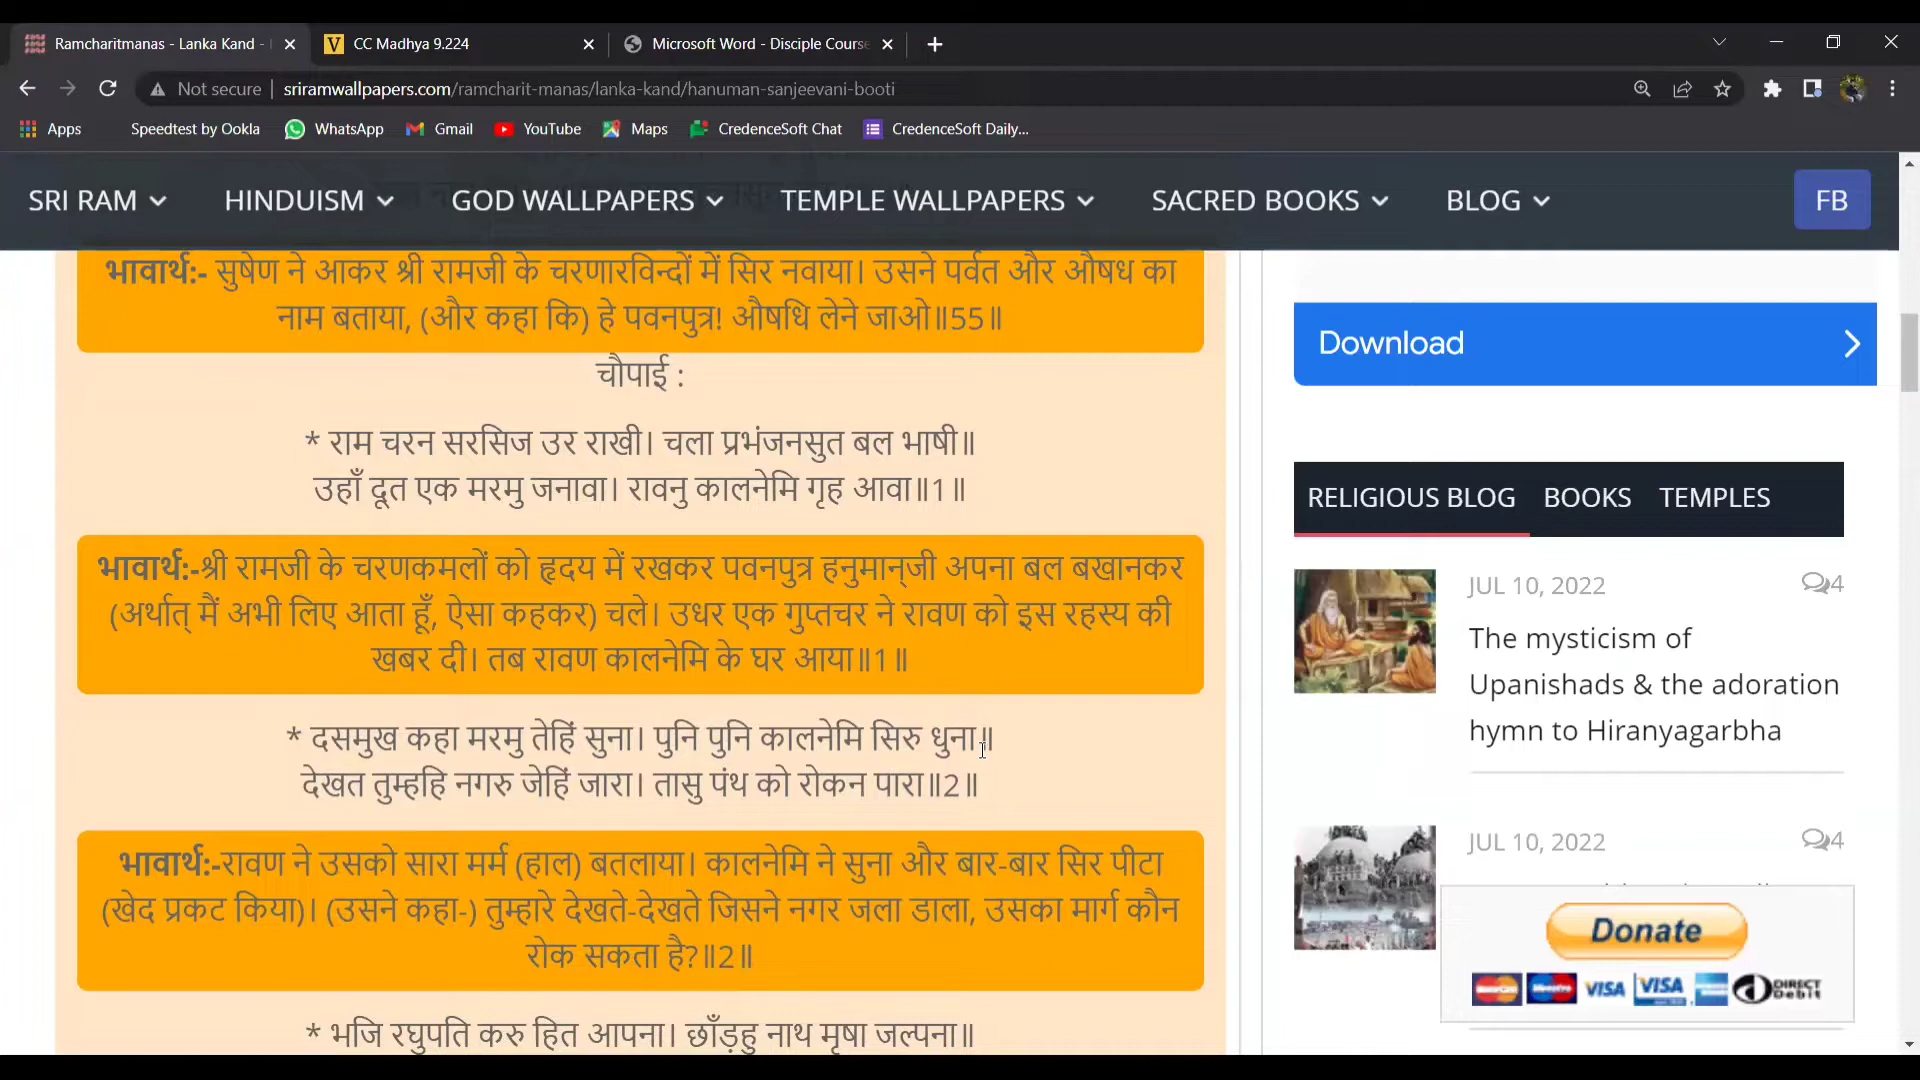 Ramcharitmanas - Lanka Kand -
CC Madhya 9.224
Microsoft Word - Disciple Course
Not secure
sriramwallpapers.com/ramcharit-manas/lanka-kand/hanuman-sanjeevani-booti
Apps
Speedtest by Ookla
WhatsApp
Gmail
YouTube
Maps
CredenceSoft Chat
CredenceSoft Daily...
SRI RAM
HINDUISM
GOD WALLPAPERS
TEMPLE WALLPAPERS
SACRED BOOKS
BLOG
FB
भावार्थ:- सुषेण ने आकर श्री रामजी के चरणारविन्दों में सिर नवाया। उसने पर्वत और औषध का
नाम बताया, (और कहा कि) हे पवनपुत्र! औषधि लेने जाओ॥55॥
चौपाई :
* राम चरन सरसिज उर राखी। चला प्रभंजनसुत बल भाषी॥
उहाँ दूत एक मरमु जनावा। रावनु कालनेमि गृह आवा॥1॥
भावार्थ:-श्री रामजी के चरणकमलों को हृदय में रखकर पवनपुत्र हनुमान्‌जी अपना बल बखानकर
(अर्थात्‌ मैं अभी लिए आता हूँ, ऐसा कहकर) चले। उधर एक गुप्तचर ने रावण को इस रहस्य की
खबर दी। तब रावण कालनेमि के घर आया॥1॥
* दसमुख कहा मरमु तेहिं सुना। पुनि पुनि कालनेमि सिरु धुना॥
देखत तुम्हहि नगरु जेहिं जारा। तासु पंथ को रोकन पारा॥2॥
भावार्थ:-रावण ने उसको सारा मर्म (हाल) बतलाया। कालनेमि ने सुना और बार-बार सिर पीटा
(खेद प्रकट किया)। (उसने कहा-) तुम्हारे देखते-देखते जिसने नगर जला डाला, उसका मार्ग कौन
रोक सकता है?॥2॥
* भजि रघुपति करु हित आपना। छाँड़हु नाथ मृषा जल्पना॥
Download
RELIGIOUS BLOG
BOOKS
TEMPLES
JUL 10, 2022
4
The mysticism of
Upanishads & the adoration
hymn to Hiranyagarbha
JUL 10, 2022
4
Donate
VISA
VISA
DIRECT
Debit